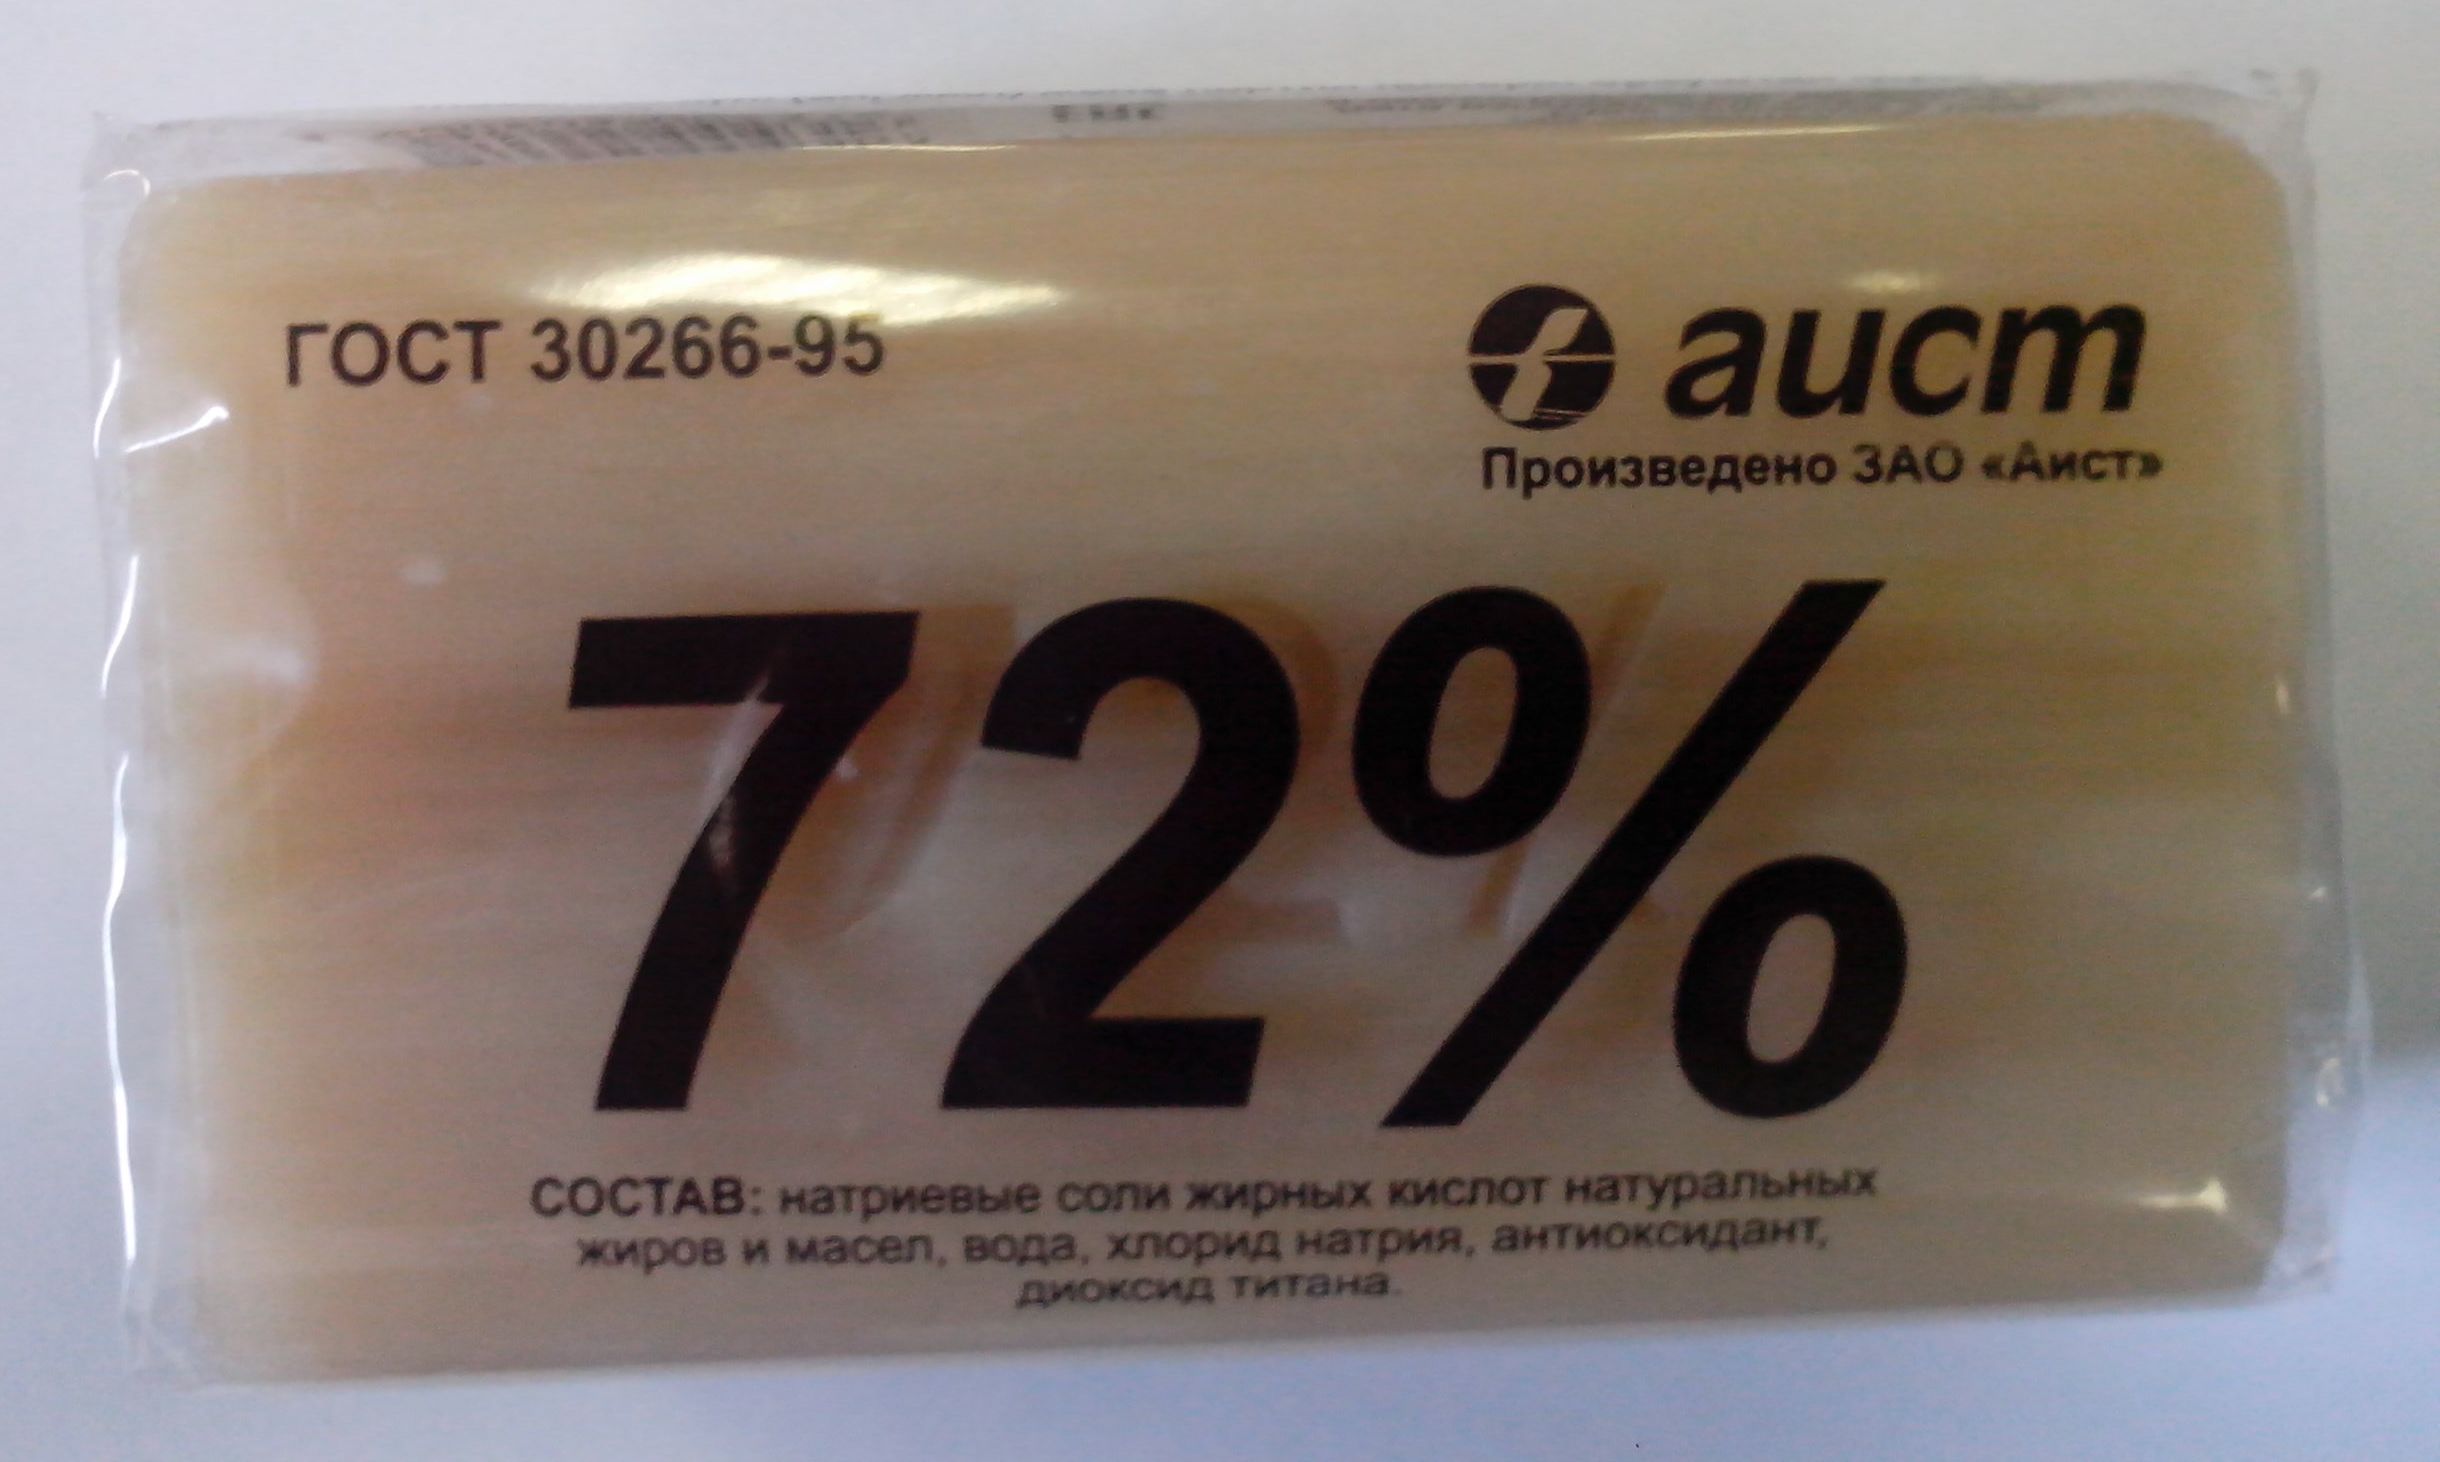 ГОСТ 30266-95
аист
Произведено ЗАО «Аист»
72%
СОСТАВ: натриевые соли жирных кислот натуральных
жиров и масел, вода, хлорид натрия, антиоксидант,
диоксид титана.